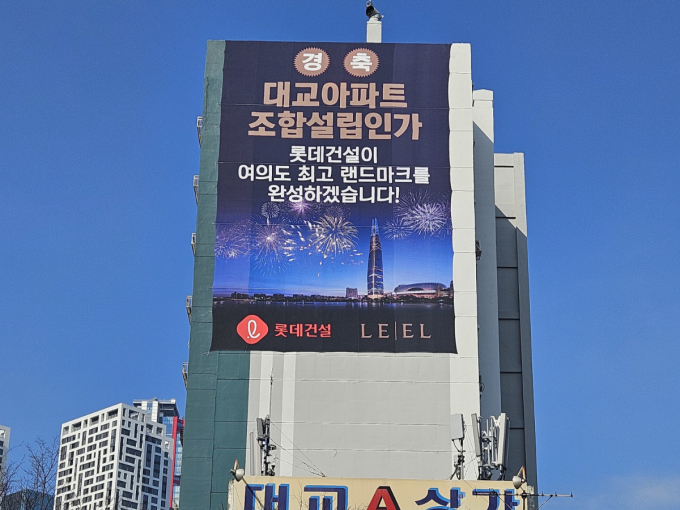 경 축
대교아파트
조합설립인가
롯데건설이
여의도 최고 랜드마크를
완성하겠습니다!
롯데건설 LE|EL
대교A상가